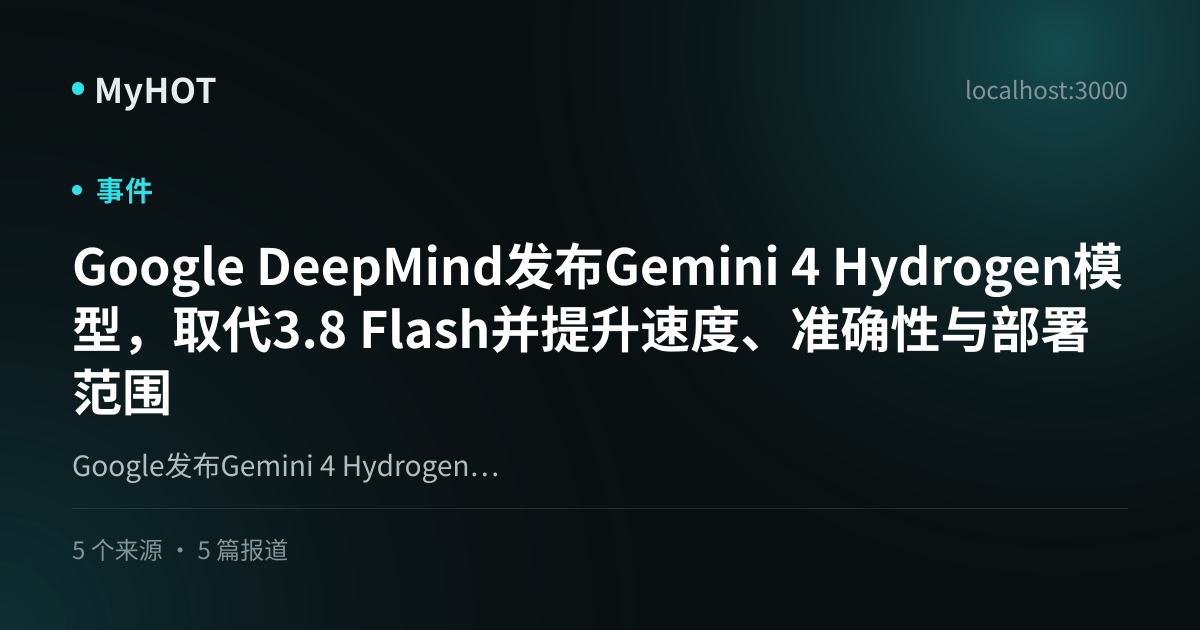 MyHOT
localhost:3000
事件
Google DeepMind发布Gemini 4 Hydrogen模
型，取代3.8 Flash并提升速度、准确性与部署
范围
Google发布Gemini 4 Hydrogen…
5 个来源 · 5 篇报道